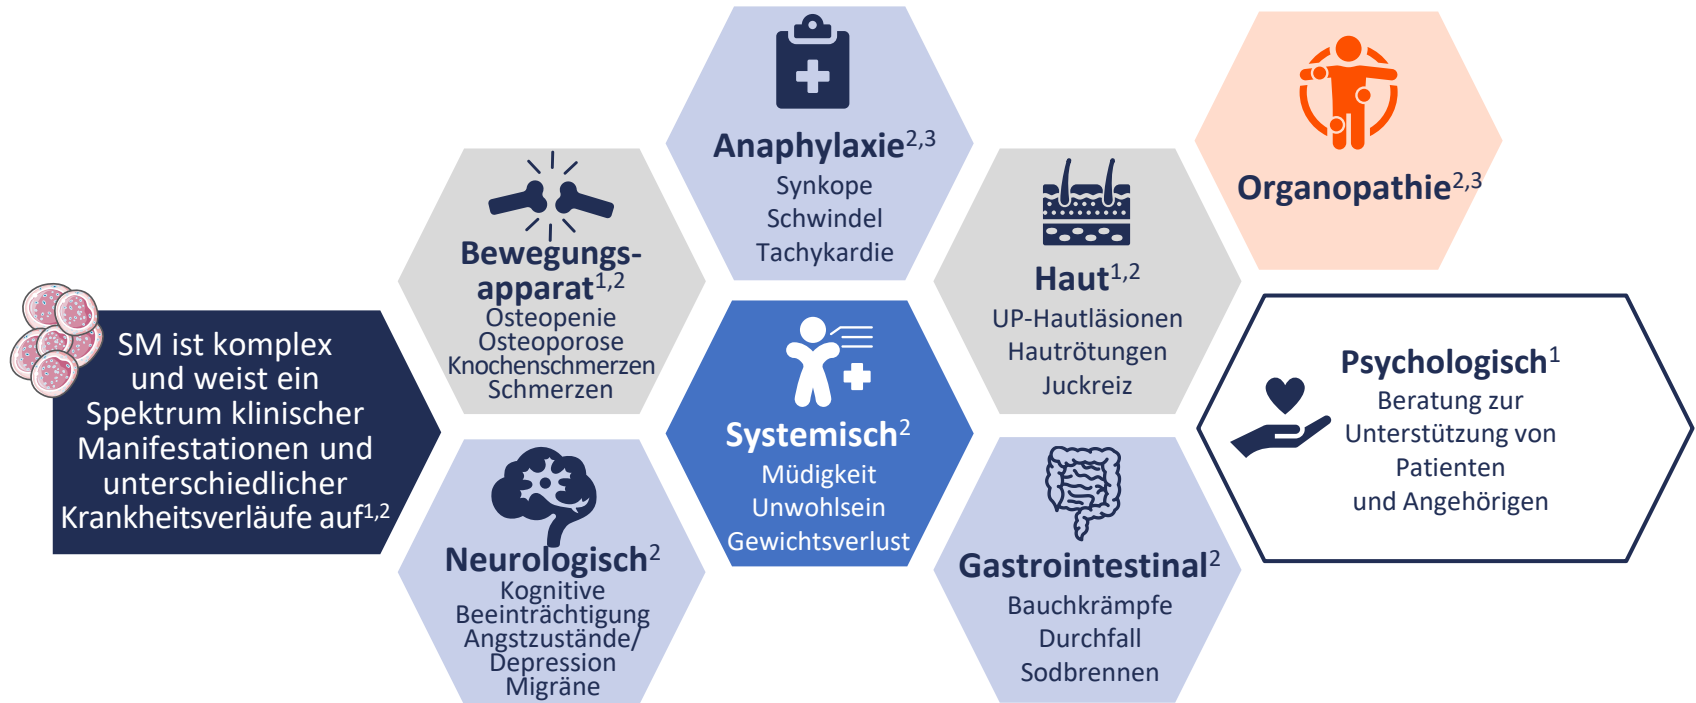 SM ist komplex
und weist ein
Spektrum klinischer
Manifestationen und
unterschiedlicher
Krankheitsverläufe auf1,2
Bewegungs-
apparat1,2
Osteopenie
Osteoporose
Knochenschmerzen
Schmerzen
Neurologisch2
Kognitive
Beeinträchtigung
Angstzustände/
Depression
Migräne
Anaphylaxie2,3
Synkope
Schwindel
Tachykardie
Systemisch2
Müdigkeit
Unwohlsein
Gewichtsverlust
Haut1,2
UP-Hautläsionen
Hautrötungen
Juckreiz
Gastrointestinal2
Bauchkrämpfe
Durchfall
Sodbrennen
Organopathie2,3
Psychologisch1
Beratung zur
Unterstützung von
Patienten
und Angehörigen